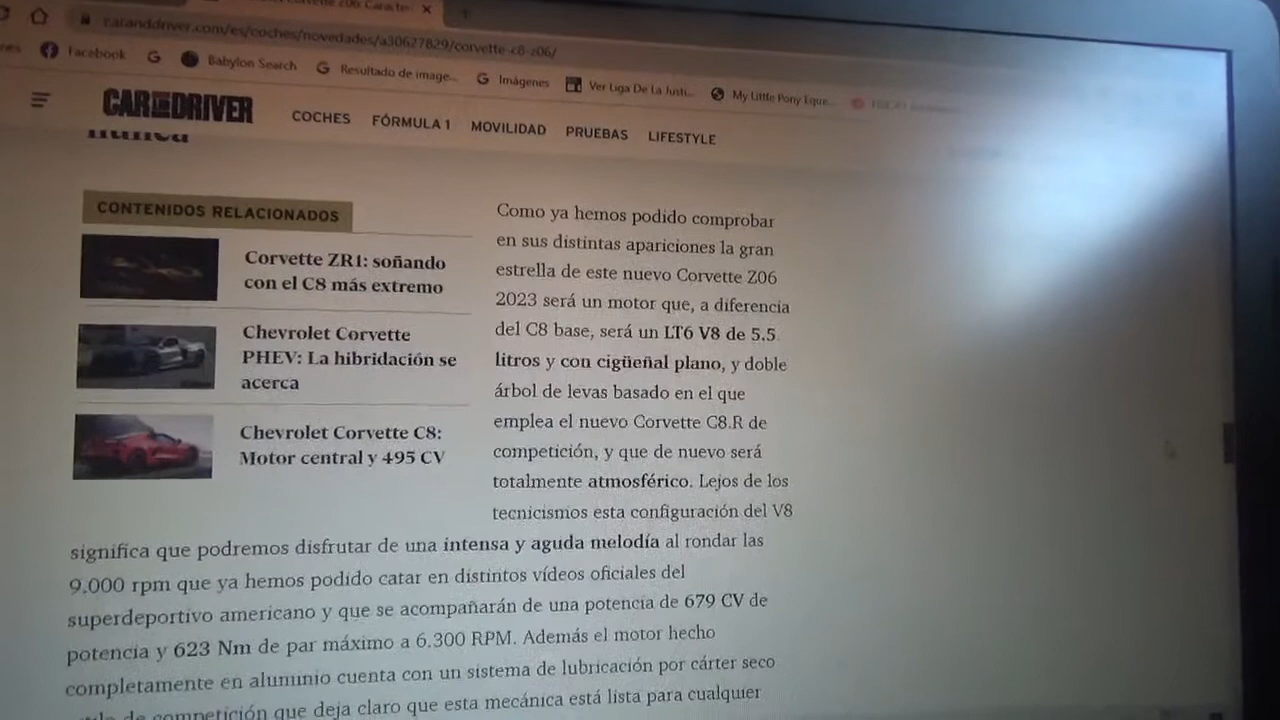 caranddriver.com/es/coches/novedades/a30627829/corvette-c8-z06/
Facebook
Babylon Search
Resultado de image...
Imágenes
Ver Liga De La Justi...
My Little Pony Eque...
CAR AND DRIVER
COCHES
FÓRMULA 1
MOVILIDAD
PRUEBAS
LIFESTYLE
nunca
CONTENIDOS RELACIONADOS
Corvette ZR1: soñando
con el C8 más extremo
Chevrolet Corvette
PHEV: La hibridación se
acerca
Chevrolet Corvette C8:
Motor central y 495 CV
Como ya hemos podido comprobar
en sus distintas apariciones la gran
estrella de este nuevo Corvette Z06
2023 será un motor que, a diferencia
del C8 base, será un LT6 V8 de 5.5
litros y con cigüeñal plano, y doble
árbol de levas basado en el que
emplea el nuevo Corvette C8.R de
competición, y que de nuevo será
totalmente atmosférico. Lejos de los
tecnicismos esta configuración del V8
significa que podremos disfrutar de una intensa y aguda melodía al rondar las
9.000 rpm que ya hemos podido catar en distintos vídeos oficiales del
superdeportivo americano y que se acompañarán de una potencia de 679 CV de
potencia y 623 Nm de par máximo a 6.300 RPM. Además el motor hecho
completamente en aluminio cuenta con un sistema de lubricación por cárter seco
de competición que deja claro que esta mecánica está lista para cualquier